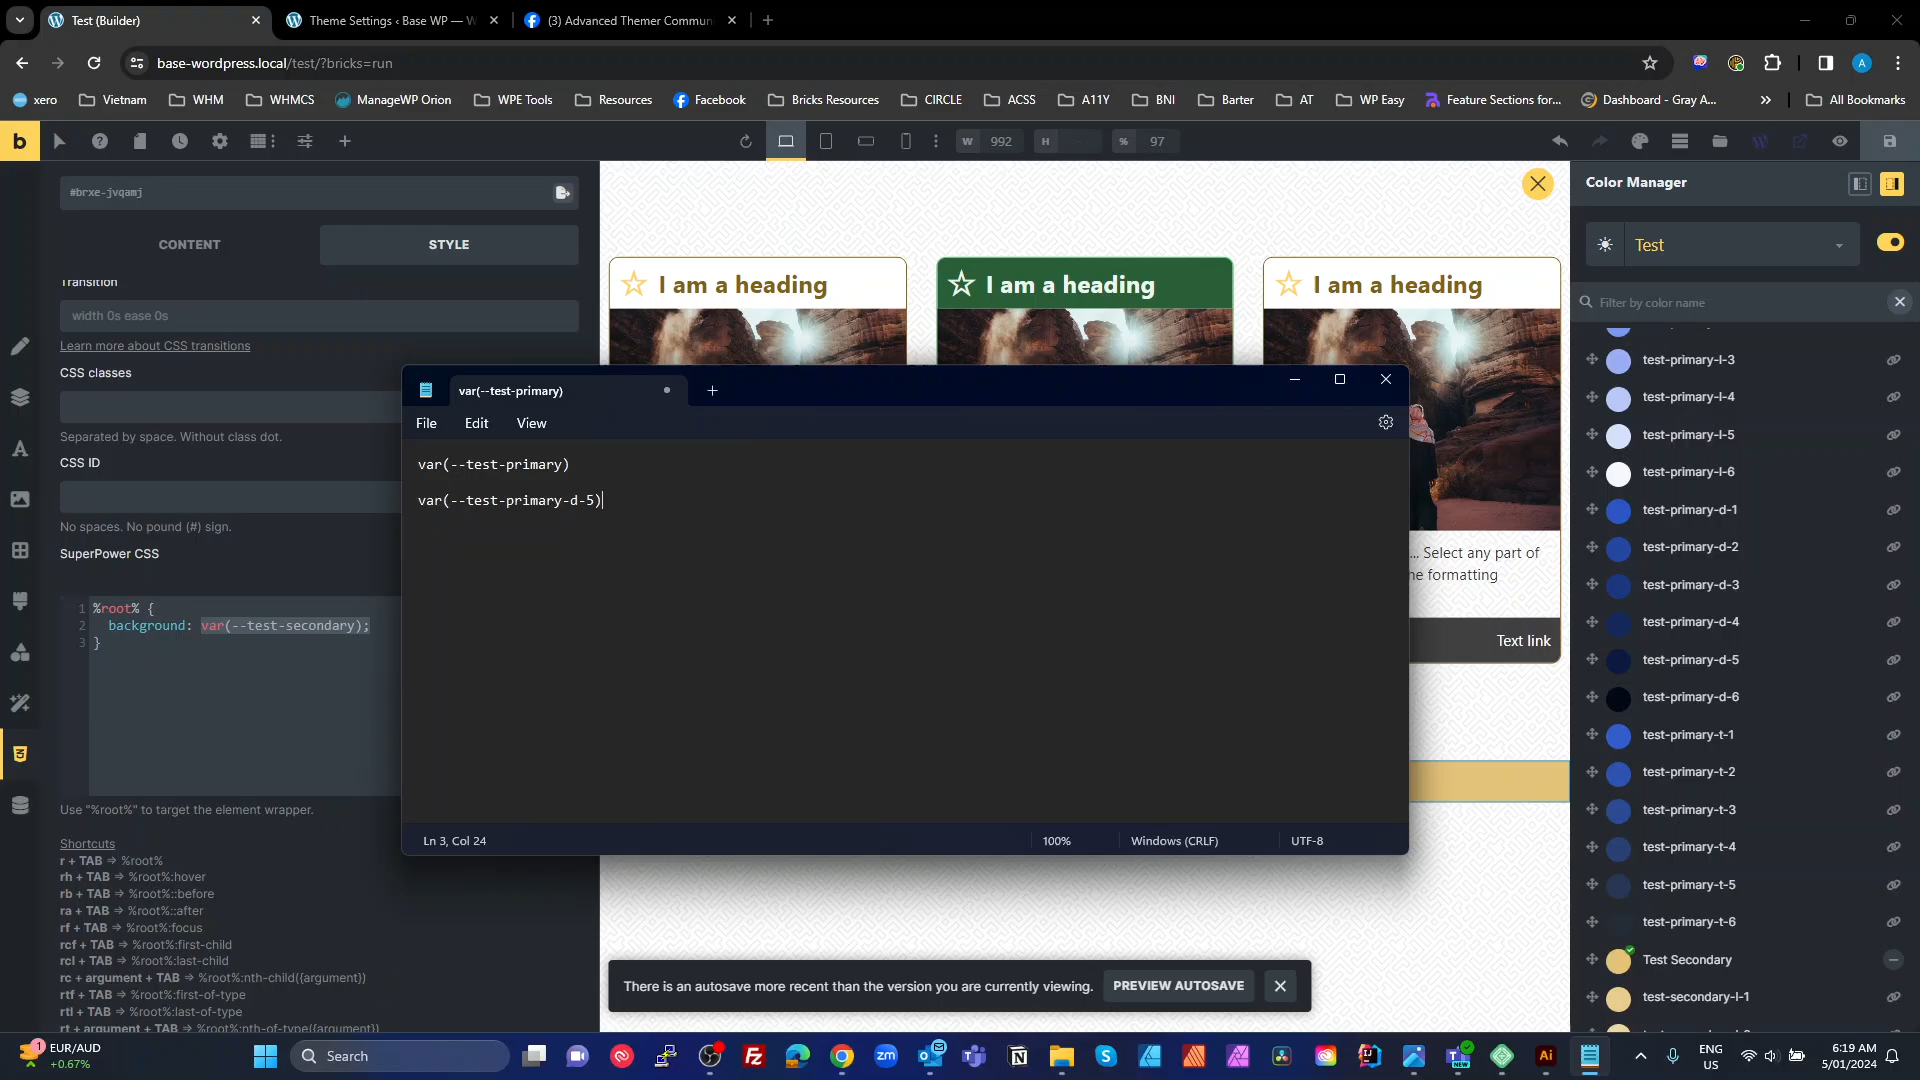 Test (Builder)
Theme Settings ‹ Base WP — W
(3) Advanced Themer Commun
base-wordpress.local/test/?bricks=run
A
xero
Vietnam
WHM
WHMCS
ManageWP Orion
WPE Tools
Resources
Facebook
Bricks Resources
CIRCLE
ACSS
A11Y
BNI
Barter
AT
WP Easy
Feature Sections for...
Dashboard - Gray A...
»
All Bookmarks
b
W 992
H -
% 97
#brxe-jvqamj
CONTENT
STYLE
Transition
width 0s ease 0s
Learn more about CSS transitions
CSS classes
Separated by space. Without class dot.
CSS ID
No spaces. No pound (#) sign.
SuperPower CSS
1 %root% {
2 background: var(--test-secondary);
3 }
Use "%root%" to target the element wrapper.
Shortcuts
r + TAB ⇒ %root%
rh + TAB ⇒ %root%:hover
rb + TAB ⇒ %root%::before
ra + TAB ⇒ %root%::after
rf + TAB ⇒ %root%:focus
rcf + TAB ⇒ %root%:first-child
rcl + TAB ⇒ %root%:last-child
rc + argument + TAB ⇒ %root%:nth-child({argument})
rtf + TAB ⇒ %root%:first-of-type
rtl + TAB ⇒ %root%:last-of-type
rt + argument + TAB ⇒ %root%:nth-of-type({argument})
I am a heading
I am a heading
I am a heading
var(--test-primary)
File
Edit
View
var(--test-primary)
var(--test-primary-d-5)
Ln 3, Col 24
100%
Windows (CRLF)
UTF-8
... Select any part of
formatting
Text link
There is an autosave more recent than the version you are currently viewing.
PREVIEW AUTOSAVE
Color Manager
Test
Filter by color name
test-primary-l-3
test-primary-l-4
test-primary-l-5
test-primary-l-6
test-primary-d-1
test-primary-d-2
test-primary-d-3
test-primary-d-4
test-primary-d-5
test-primary-d-6
test-primary-t-1
test-primary-t-2
test-primary-t-3
test-primary-t-4
test-primary-t-5
test-primary-t-6
Test Secondary
test-secondary-l-1
1
EUR/AUD
+0.67%
Search
zm
NEW
Ai
ENG
US
6:19 AM
5/01/2024